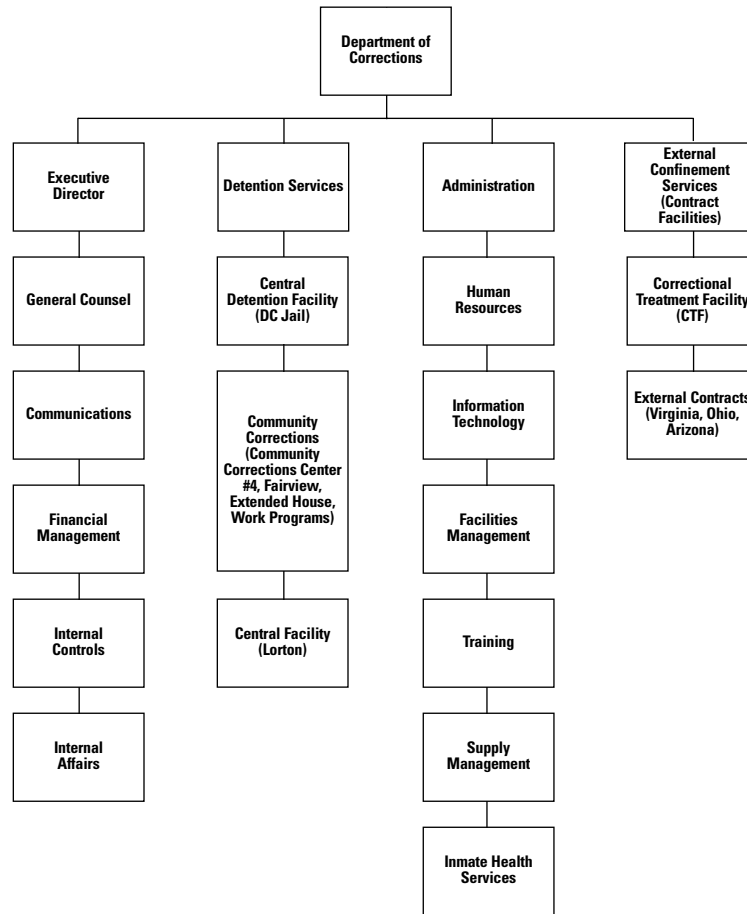 Department of
Corrections
Executive
Director
Detention Services
Administration
External
Confinement
Services
(Contract
Facilities)
General Counsel
Central
Detention Facility
(DC Jail)
Human
Resources
Correctional
Treatment Facility
(CTF)
Communications
Community
Corrections
(Community
Corrections Center
#4, Fairview,
Extended House,
Work Programs)
Information
Technology
External Contracts
(Virginia, Ohio,
Arizona)
Financial
Management
Facilities
Management
Internal
Controls
Central Facility
(Lorton)
Training
Internal
Affairs
Supply
Management
Inmate Health
Services